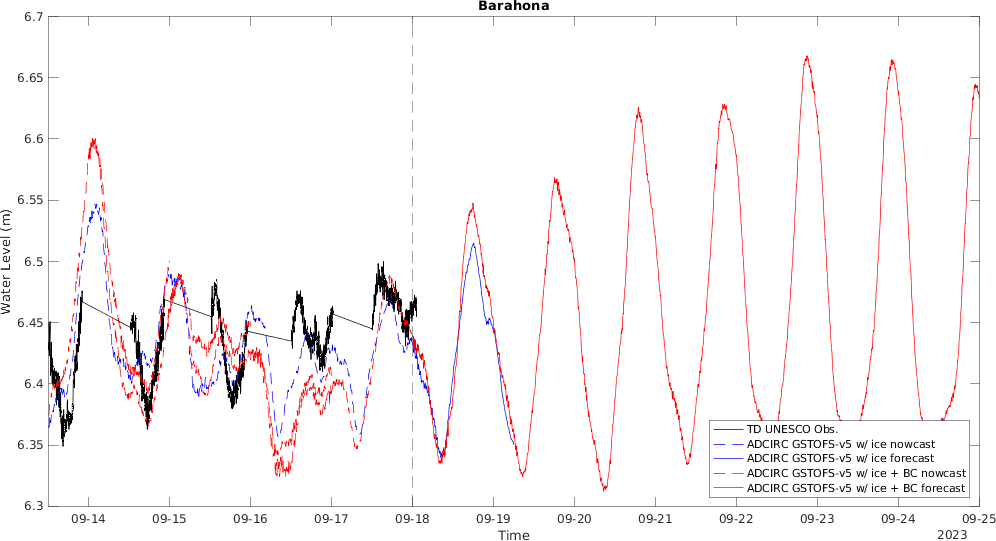 Barahona
6.7
6.65
6.6
6.55
6.5
6.45
6.4
6.35
6.3
Water Level (m)
09-14 09-15 09-16 09-17 09-18 09-19 09-20 09-21 09-22 09-23 09-24 09-25
Time
2023
TD UNESCO Obs.
ADCIRC GSTOFS-v5 w/ ice nowcast
ADCIRC GSTOFS-v5 w/ ice forecast
ADCIRC GSTOFS-v5 w/ ice + BC nowcast
ADCIRC GSTOFS-v5 w/ ice + BC forecast